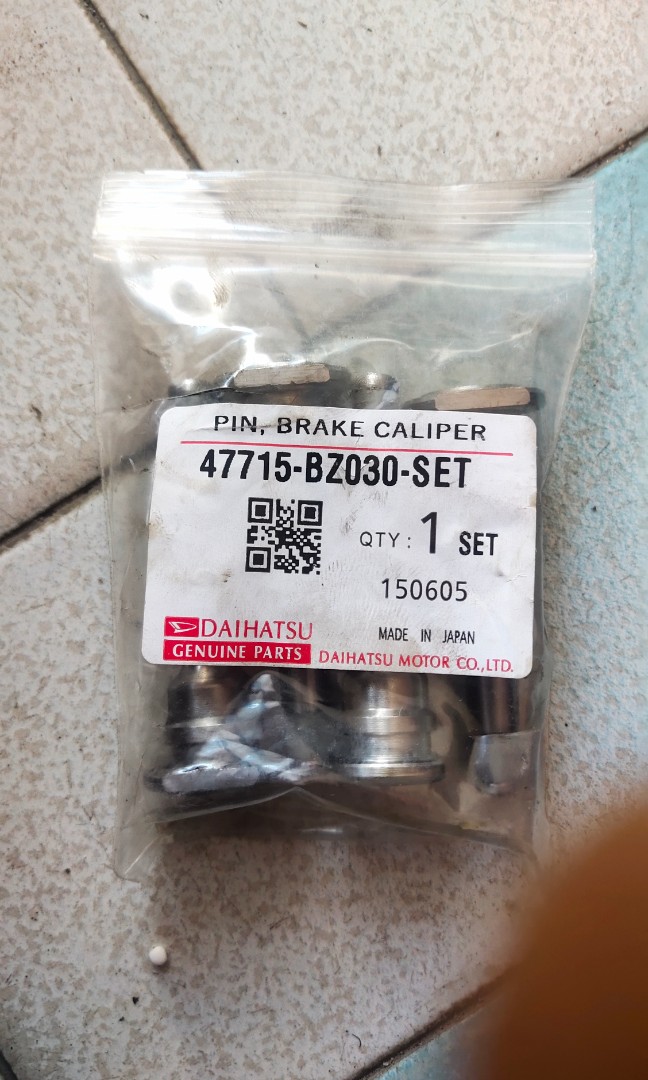 PIN, BRAKE CALIPER
47715-BZ030-SET
QTY: 1 SET
150605
DAIHATSU
MADE IN JAPAN
GENUINE PARTS
DAIHATSU MOTOR CO.,LTD.